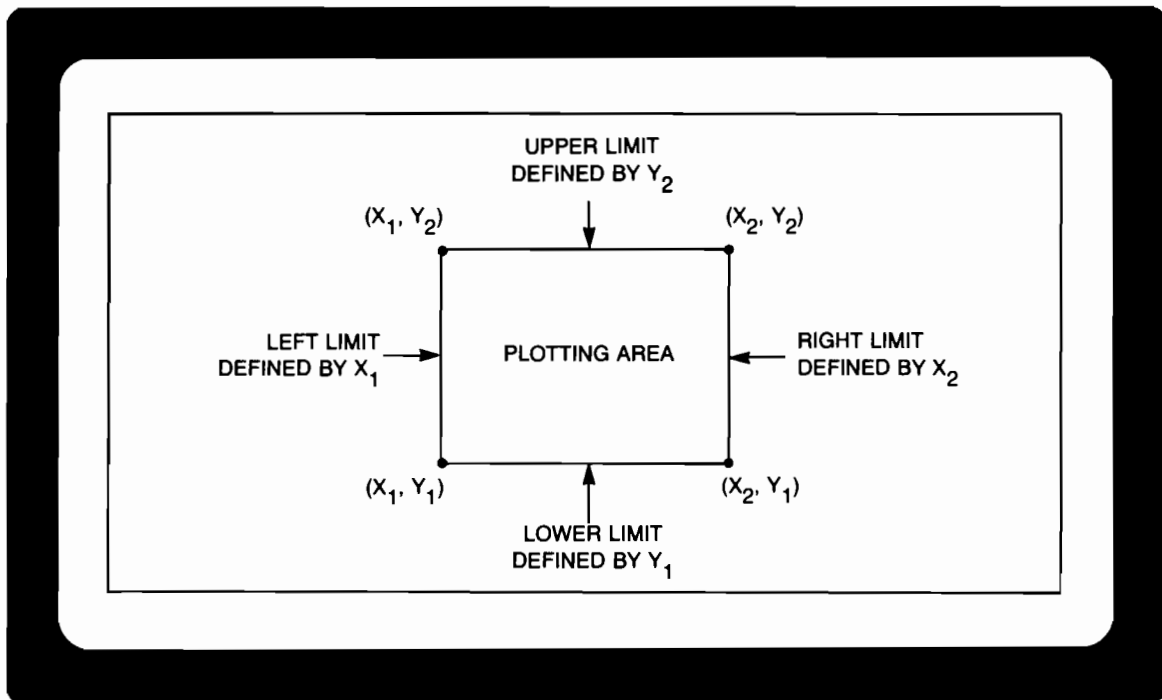 UPPER LIMIT
DEFINED BY Y₂
(X₁, Y₂)
(X₂, Y₂)
LEFT LIMIT
DEFINED BY X₁
PLOTTING AREA
RIGHT LIMIT
DEFINED BY X₂
(X₁, Y₁)
(X₂, Y₁)
LOWER LIMIT
DEFINED BY Y₁